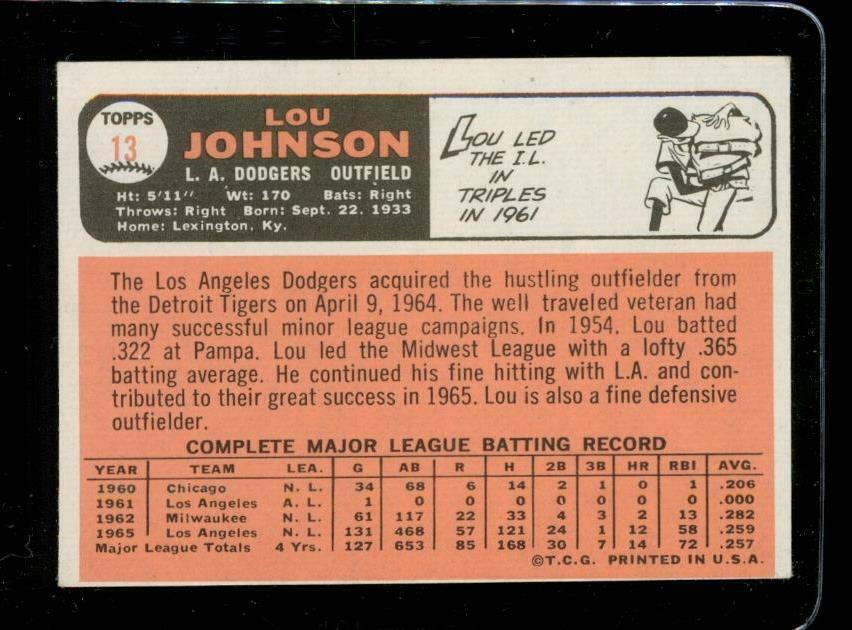 TOPPS
13
LOU
JOHNSON
L. A. DODGERS OUTFIELD
Ht: 5'11" Wt: 170 Bats: Right
Throws: Right Born: Sept. 22. 1933
Home: Lexington, Ky.
LOU LED
THE I.L.
IN
TRIPLES
IN 1961
The Los Angeles Dodgers acquired the hustling outfielder from
the Detroit Tigers on April 9, 1964. The well traveled veteran had
many successful minor league campaigns. In 1954, Lou batted
.322 at Pampa. Lou led the Midwest League with a lofty .365
batting average. He continued his fine hitting with L.A. and con-
tributed to their great success in 1965. Lou is also a fine defensive
outfielder.
COMPLETE MAJOR LEAGUE BATTING RECORD
YEAR TEAM LEA. G AB R H 2B 3B HR RBI AVG.
1960 Chicago N. L. 34 68 6 14 2 1 0 1 .206
1961 Los Angeles A. L. 1 0 0 0 0 0 0 0 .000
1962 Milwaukee N. L. 61 117 22 33 4 3 2 13 .282
1965 Los Angeles N. L. 131 468 57 121 24 1 12 58 .259
Major League Totals 4 Yrs. 127 653 85 168 30 7 14 72 .257
©T.C.G. PRINTED IN U.S.A.